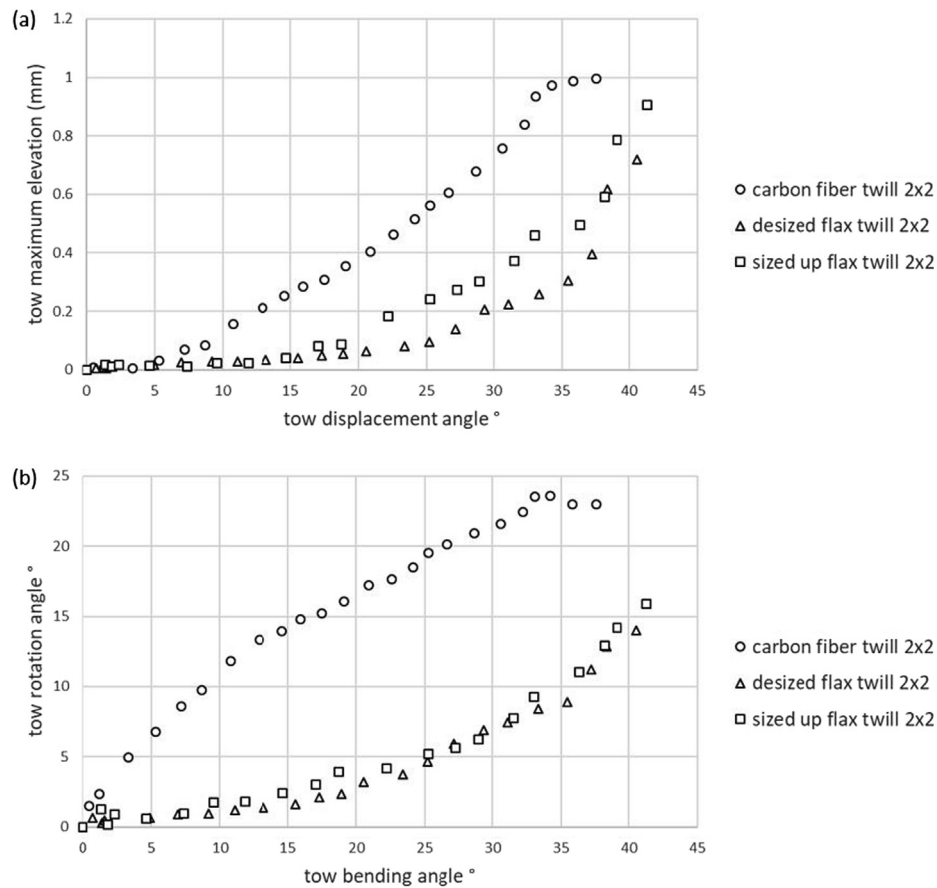 (a)
1.2
1
0.8
0.6
0.4
0.2
0
tow maximum elevation (mm)
0 5 10 15 20 25 30 35 40 45
tow displacement angle °
carbon fiber twill 2x2
desized flax twill 2x2
sized up flax twill 2x2
(b)
25
20
15
10
5
0
tow rotation angle °
0 5 10 15 20 25 30 35 40 45
tow bending angle °
carbon fiber twill 2x2
desized flax twill 2x2
sized up flax twill 2x2